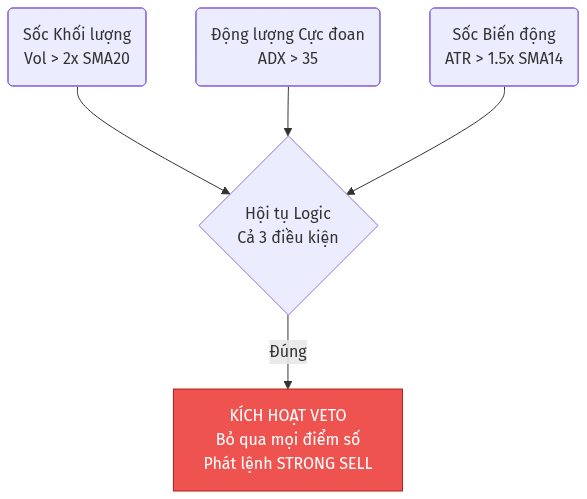 Sốc Khối lượng
Vol > 2x SMA20
Động lượng Cực đoan
ADX > 35
Sốc Biến động
ATR > 1.5x SMA14
Hội tụ Logic
Cả 3 điều kiện
Đúng
KÍCH HOẠT VETO
Bỏ qua mọi điểm số
Phát lệnh STRONG SELL